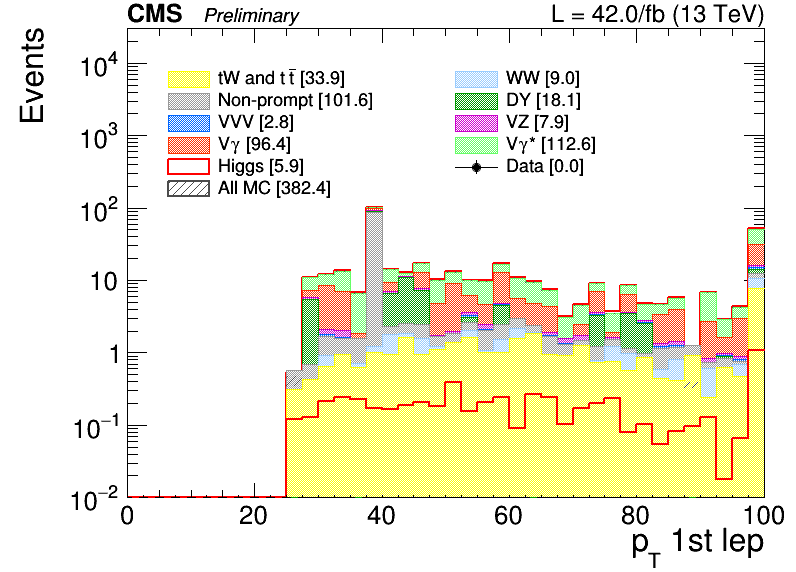 CMS Preliminary L = 42.0/fb (13 TeV)
Events
10⁴
10³
10²
10
1
10⁻¹
10⁻²
tW and t t̄ [33.9]
Non-prompt [101.6]
VVV [2.8]
Vγ [96.4]
Higgs [5.9]
All MC [382.4]
WW [9.0]
DY [18.1]
VZ [7.9]
Vγ* [112.6]
Data [0.0]
0 20 40 60 80 100
p_T 1st lep